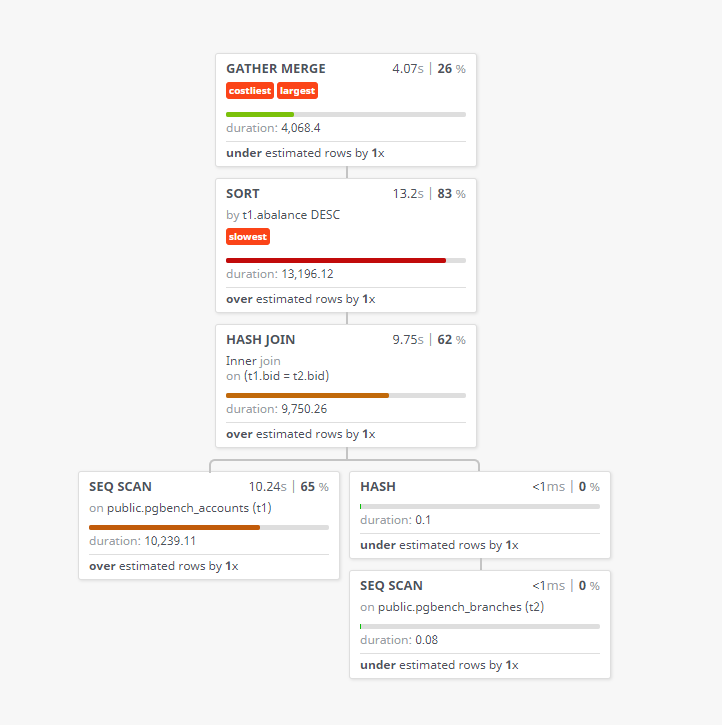 GATHER MERGE 4.07s | 26 %
costliest largest
duration: 4,068.4
under estimated rows by 1x
SORT 13.2s | 83 %
by t1.abalance DESC
slowest
duration: 13,196.12
over estimated rows by 1x
HASH JOIN 9.75s | 62 %
Inner join
on (t1.bid = t2.bid)
duration: 9,750.26
over estimated rows by 1x
SEQ SCAN 10.24s | 65 %
on public.pgbench_accounts (t1)
duration: 10,239.11
over estimated rows by 1x
HASH <1ms | 0 %
duration: 0.1
under estimated rows by 1x
SEQ SCAN <1ms | 0 %
on public.pgbench_branches (t2)
duration: 0.08
under estimated rows by 1x